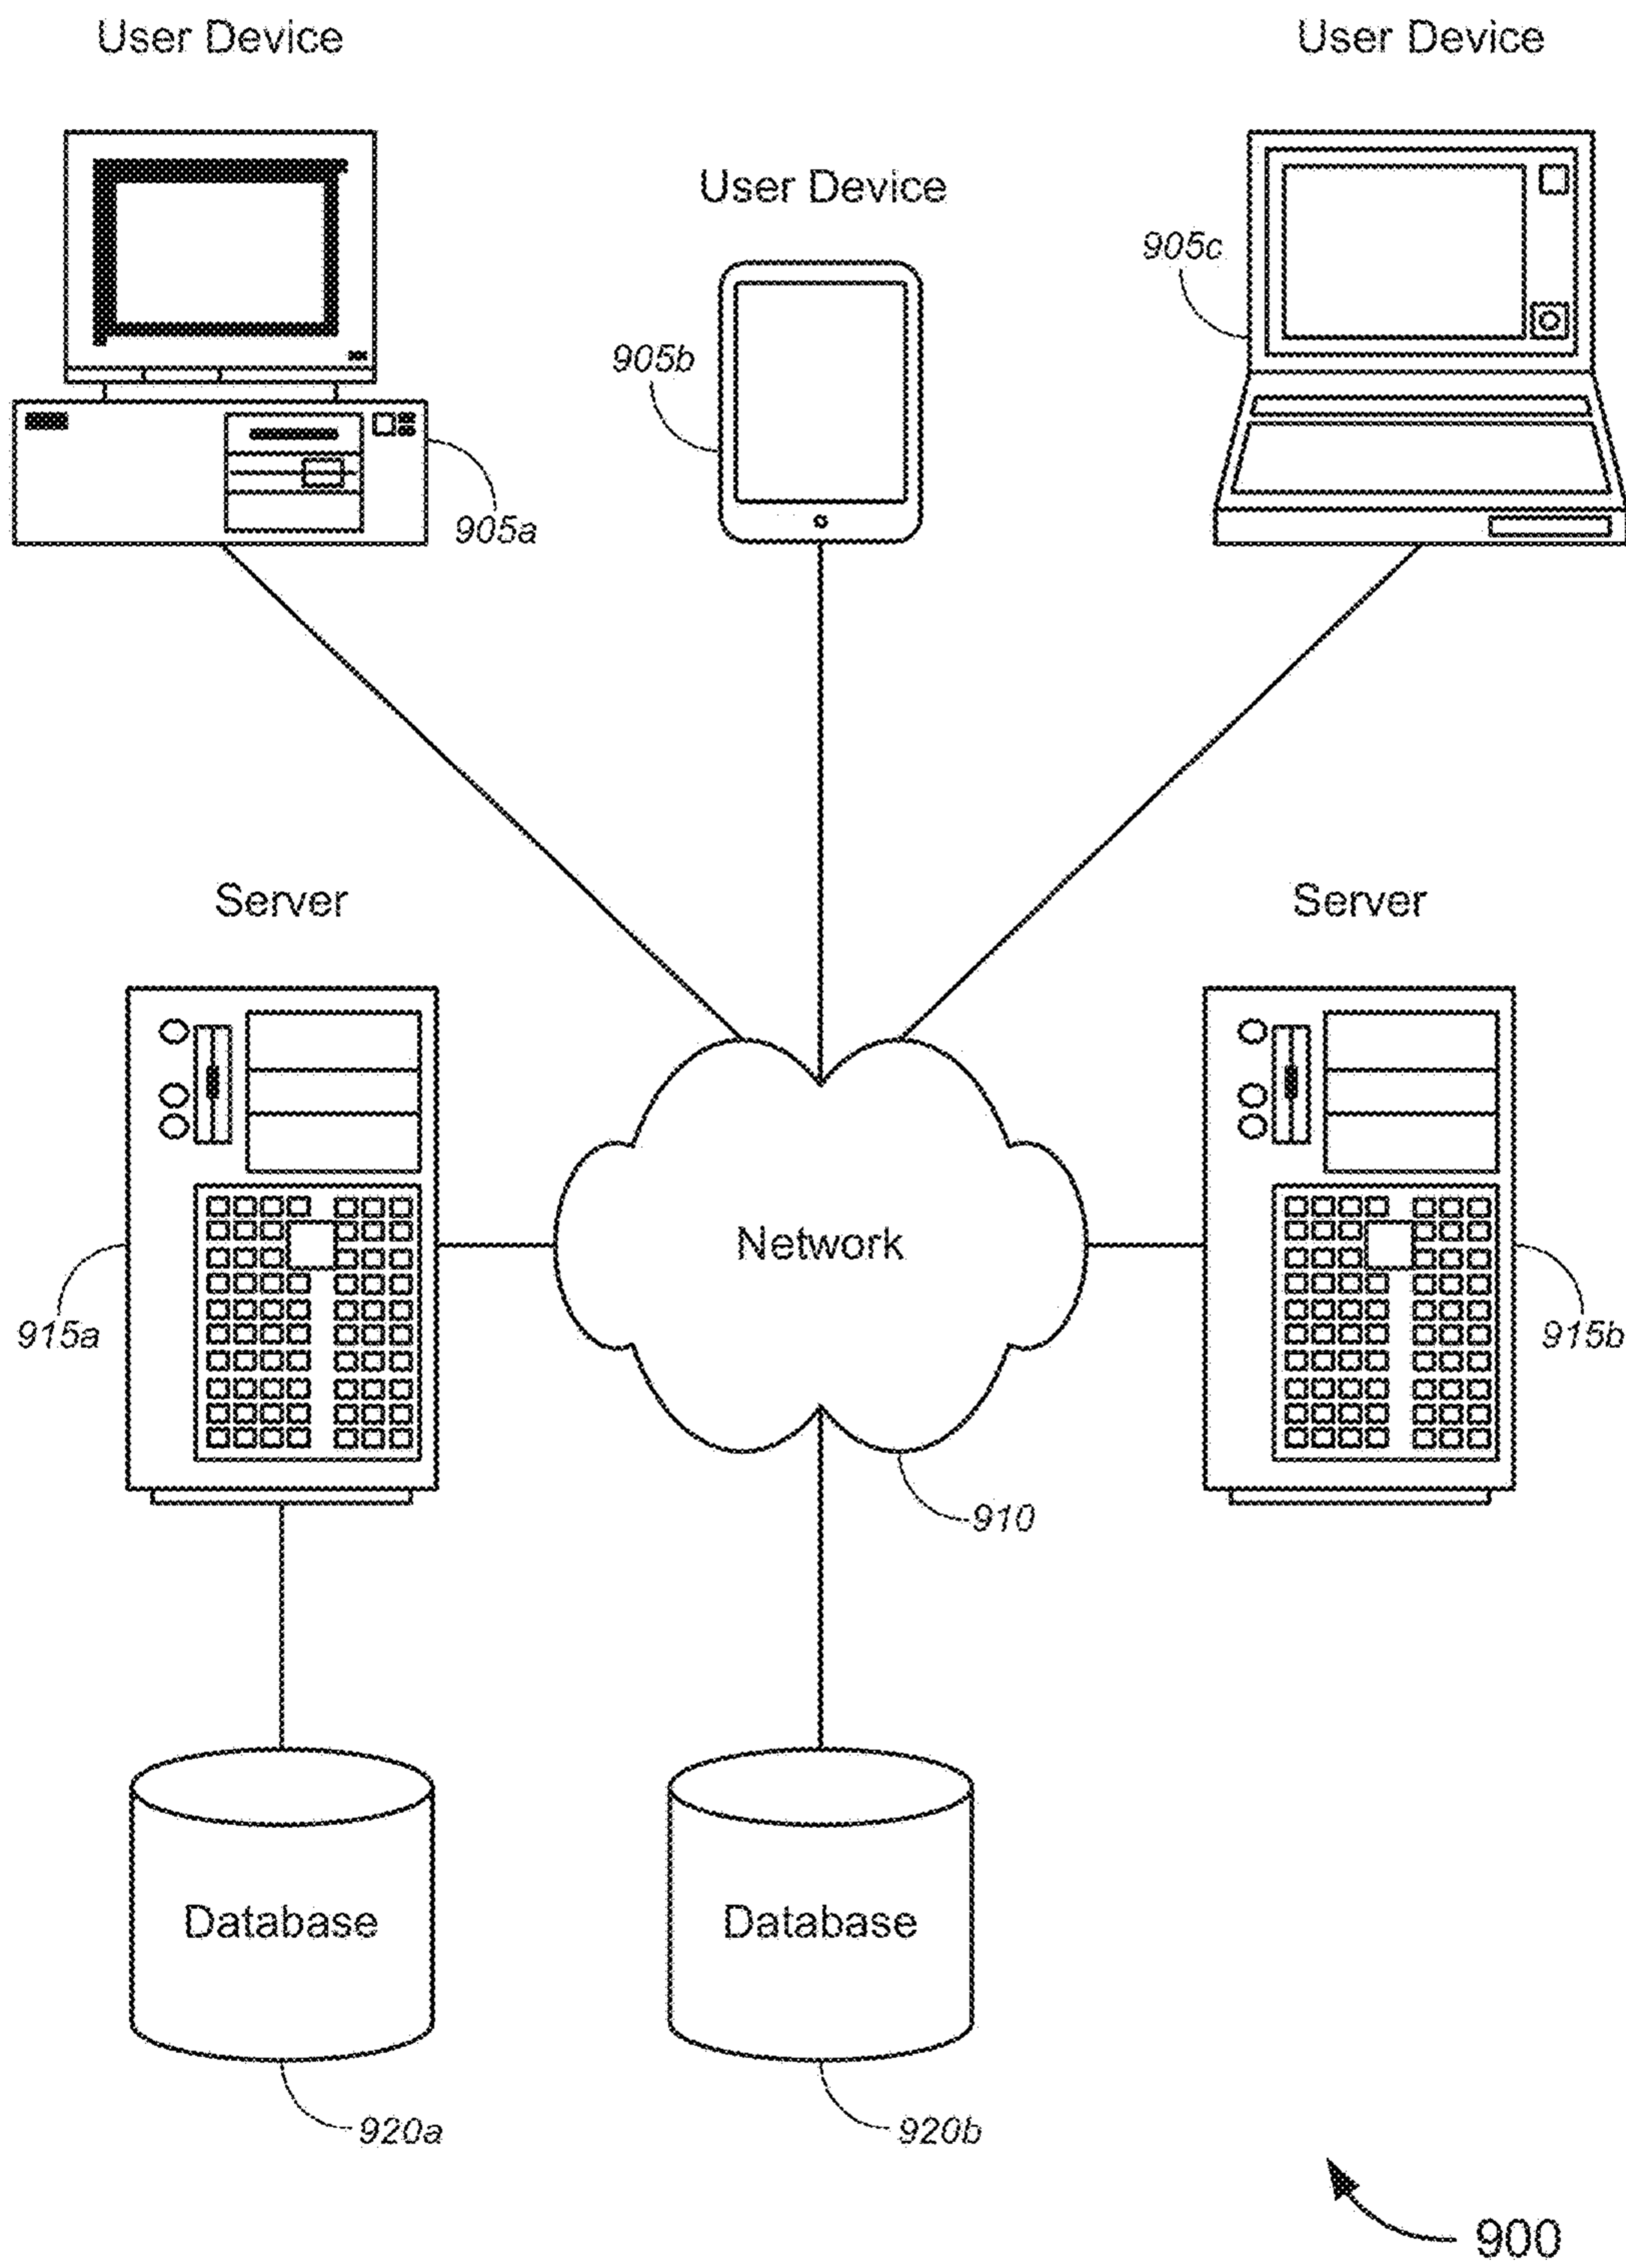 User Device
User Device
User Device
905a
905b
905c
Server
Server
Network
915a
915b
910
Database
Database
920a
920b
900